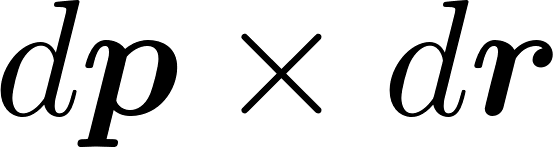 d𝒑 × d𝒓